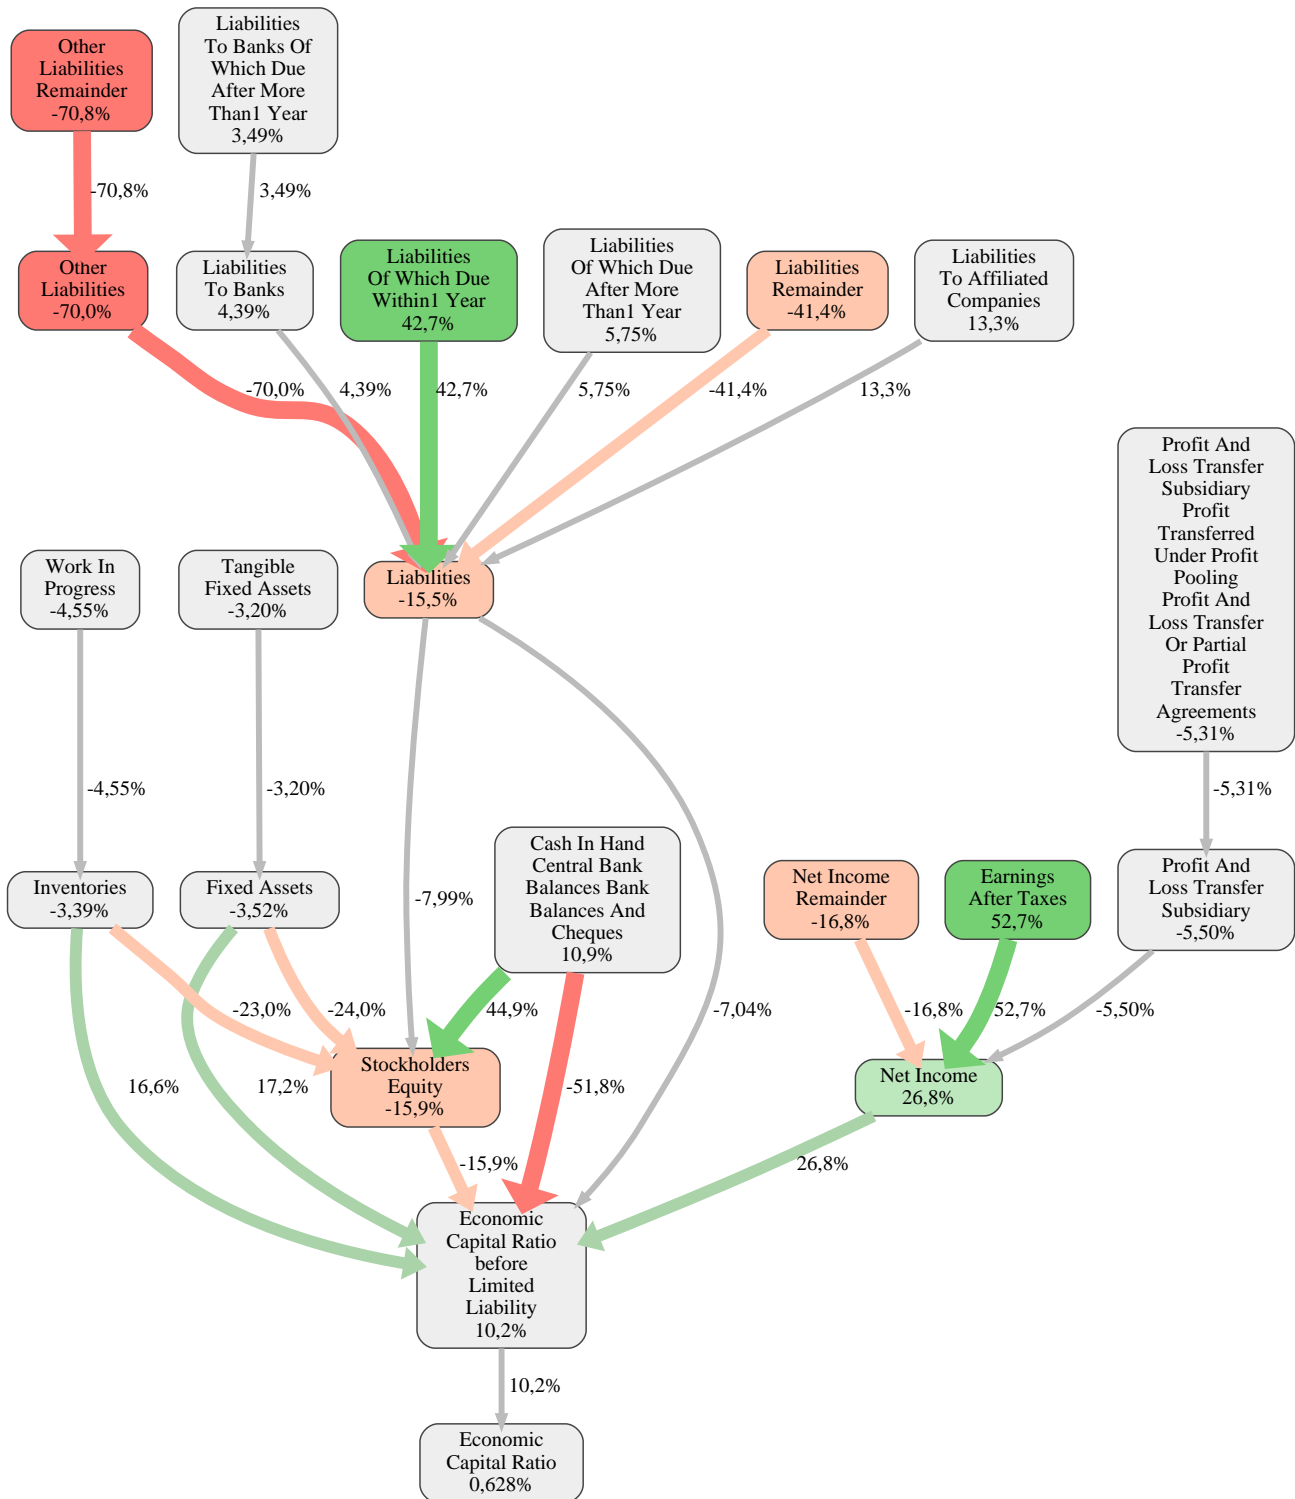 Other
Liabilities
Remainder
-70,8%
Liabilities
To Banks Of
Which Due
After More
Than1 Year
3,49%
-70,8%
3,49%
Other
Liabilities
-70,0%
Liabilities
To Banks
4,39%
Liabilities
Of Which Due
Within1 Year
42,7%
Liabilities
Of Which Due
After More
Than1 Year
5,75%
Liabilities
Remainder
-41,4%
Liabilities
To Affiliated
Companies
13,3%
-70,0%
4,39%
42,7%
5,75%
-41,4%
13,3%
Profit And
Loss Transfer
Subsidiary
Profit
Transferred
Under Profit
Pooling
Profit And
Loss Transfer
Or Partial
Profit
Transfer
Agreements
-5,31%
Work In
Progress
-4,55%
Tangible
Fixed Assets
-3,20%
Liabilities
-15,5%
-4,55%
-3,20%
-5,31%
Inventories
-3,39%
Fixed Assets
-3,52%
-7,99%
Cash In Hand
Central Bank
Balances Bank
Balances And
Cheques
10,9%
Net Income
Remainder
-16,8%
Earnings
After Taxes
52,7%
Profit And
Loss Transfer
Subsidiary
-5,50%
-23,0%
-24,0%
44,9%
-7,04%
-16,8%
52,7%
-5,50%
16,6%
17,2%
Stockholders
Equity
-15,9%
-51,8%
Net Income
26,8%
-15,9%
26,8%
Economic
Capital Ratio
before
Limited
Liability
10,2%
10,2%
Economic
Capital Ratio
0,628%